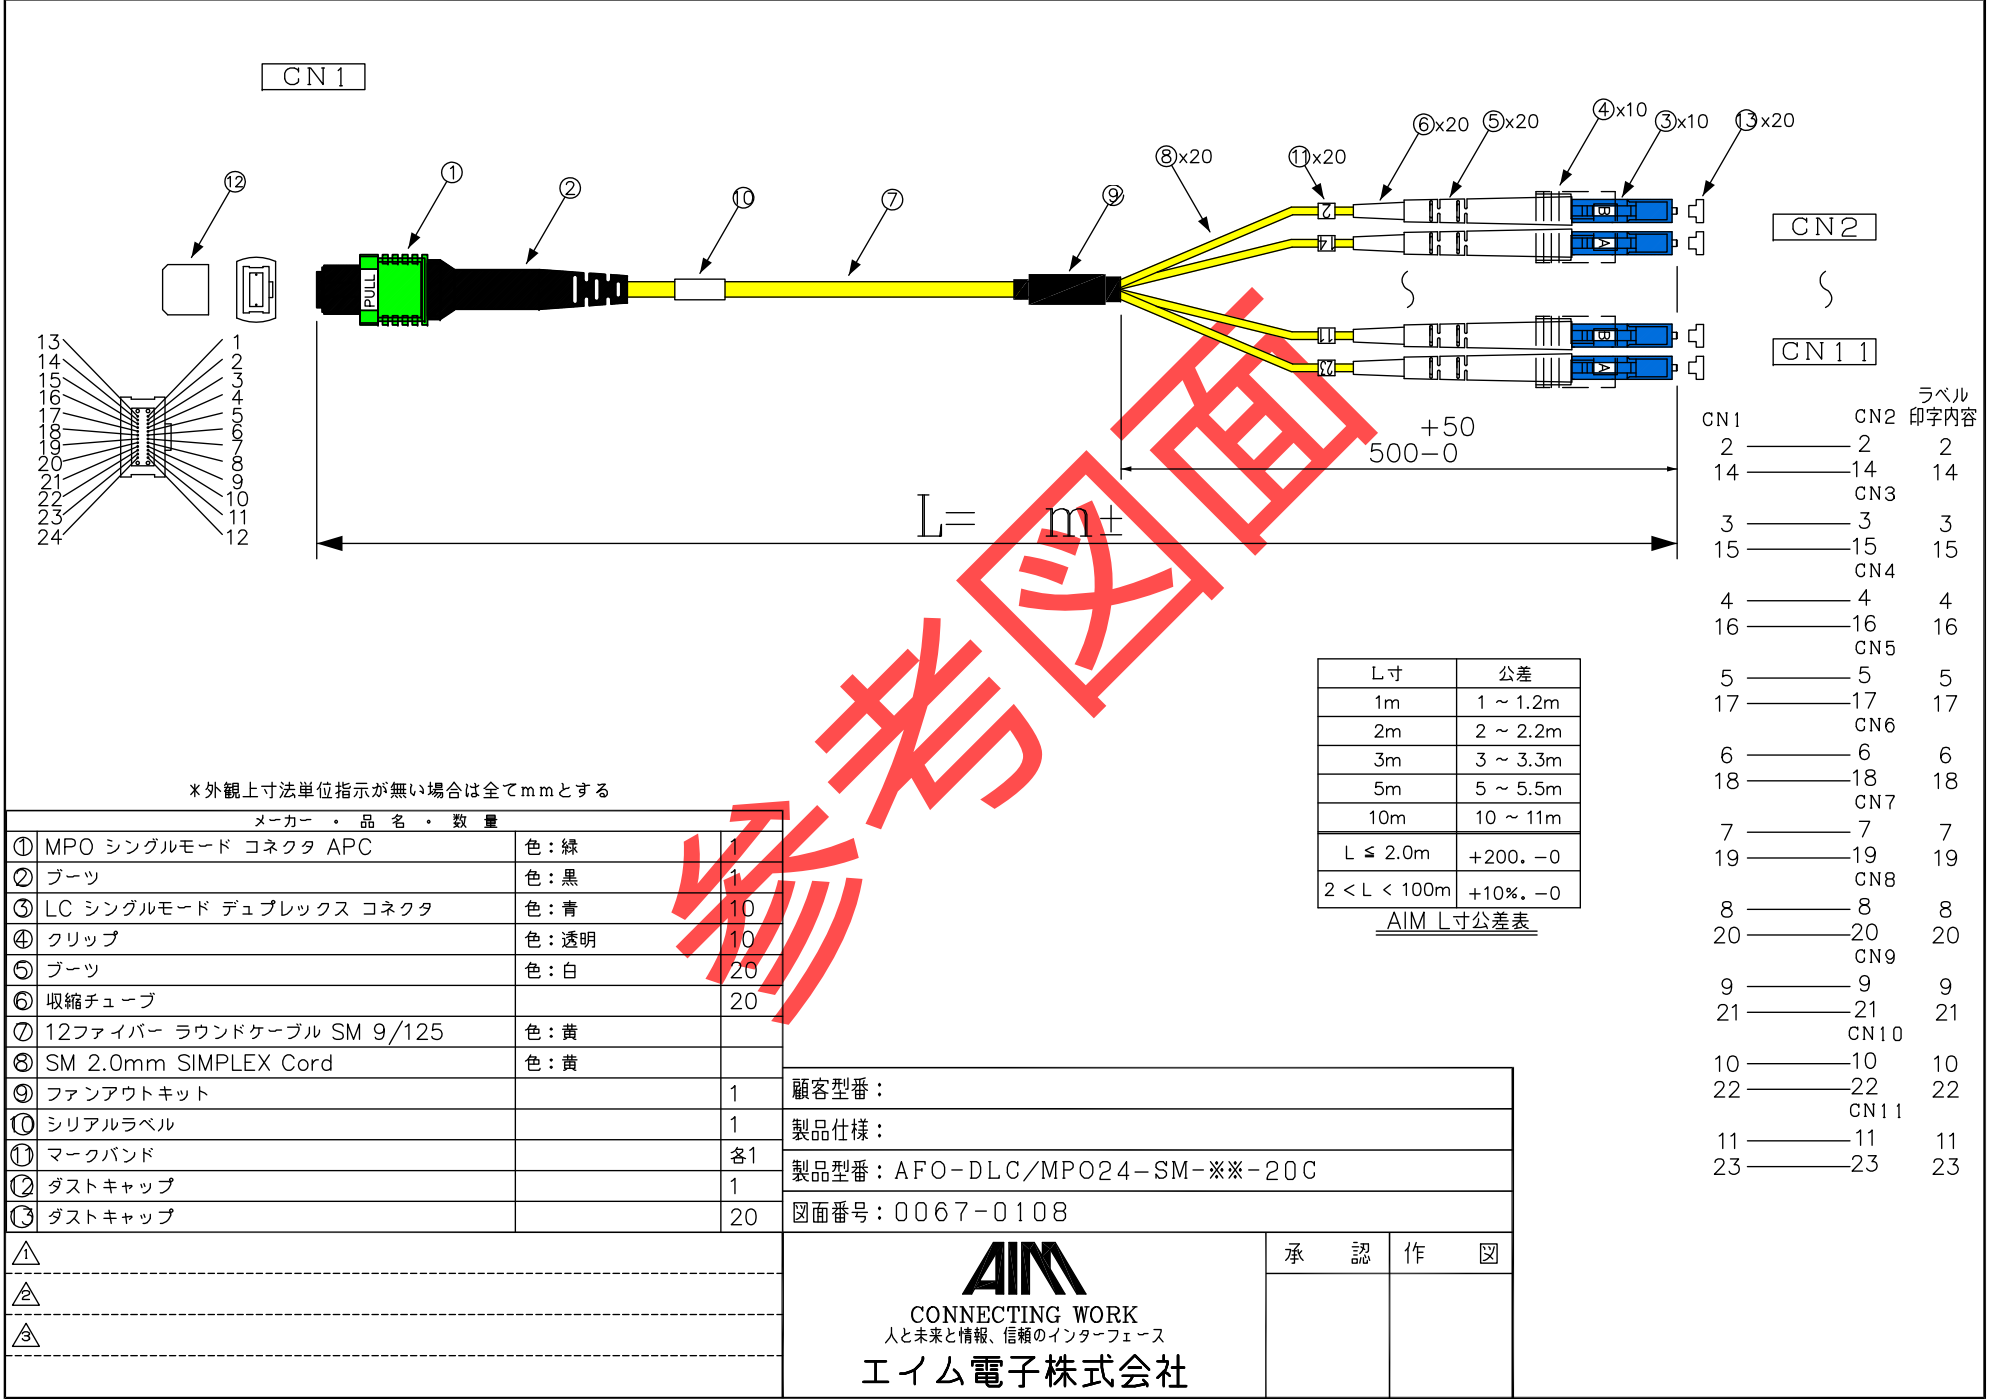 CN1
⑫
①
②
⑩
⑦
⑨
⑧x20
⑪x20
⑥x20
⑤x20
④x10
③x10
⑬x20
PULL
2
14
11
23
B
A
B
A
CN2
CN11
13 1
14 2
15 3
16 4
17 5
18 6
19 7
20 8
21 9
22 10
23 11
24 12
+50
500-0
L= m±
参考図面
ラベル
CN1 CN2 印字内容
2 2 2
14 14 14
CN3
3 3 3
15 15 15
CN4
4 4 4
16 16 16
CN5
5 5 5
17 17 17
CN6
6 6 6
18 18 18
CN7
7 7 7
19 19 19
CN8
8 8 8
20 20 20
CN9
9 9 9
21 21 21
CN10
10 10 10
22 22 22
CN11
11 11 11
23 23 23
L寸 公差
1m 1 ~ 1.2m
2m 2 ~ 2.2m
3m 3 ~ 3.3m
5m 5 ~ 5.5m
10m 10 ~ 11m
L ≦ 2.0m +200. -0
2 < L < 100m +10%. -0
AIM L寸公差表
*外観上寸法単位指示が無い場合は全てmmとする
メーカー ・ 品 名 ・ 数 量
① MPO シングルモード コネクタ APC 色:緑 1
② ブーツ 色:黒 1
③ LC シングルモード デュプレックス コネクタ 色:青 10
④ クリップ 色:透明 10
⑤ ブーツ 色:白 20
⑥ 収縮チューブ 20
⑦ 12ファイバー ラウンドケーブル SM 9/125 色:黄
⑧ SM 2.0mm SIMPLEX Cord 色:黄
⑨ ファンアウトキット 1
⑩ シリアルラベル 1
⑪ マークバンド 各1
⑫ ダストキャップ 1
⑬ ダストキャップ 20
1
2
3
顧客型番:
製品仕様:
製品型番:AFO-DLC/MPO24-SM-※※-20C
図面番号:0067-0108
AIM
CONNECTING WORK
人と未来と情報、信頼のインターフェース
エイム電子株式会社
承 認 作 図